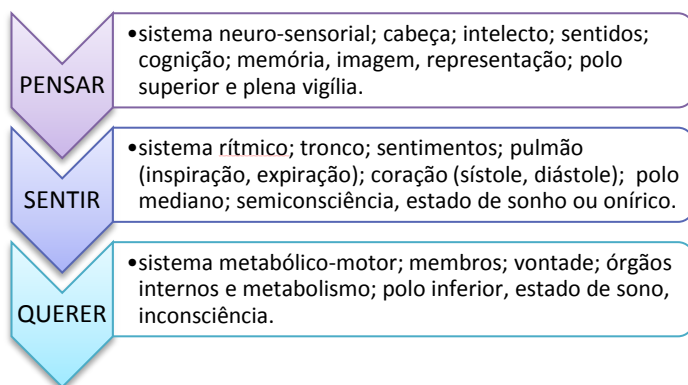 PENSAR
•sistema neuro-sensorial; cabeça; intelecto; sentidos;
cognição; memória, imagem, representação; polo
superior e plena vigília.
SENTIR
•sistema rítmico; tronco; sentimentos; pulmão
(inspiração, expiração); coração (sístole, diástole); polo
mediano; semiconsciência, estado de sonho ou onírico.
QUERER
•sistema metabólico-motor; membros; vontade; órgãos
internos e metabolismo; polo inferior, estado de sono,
inconsciência.